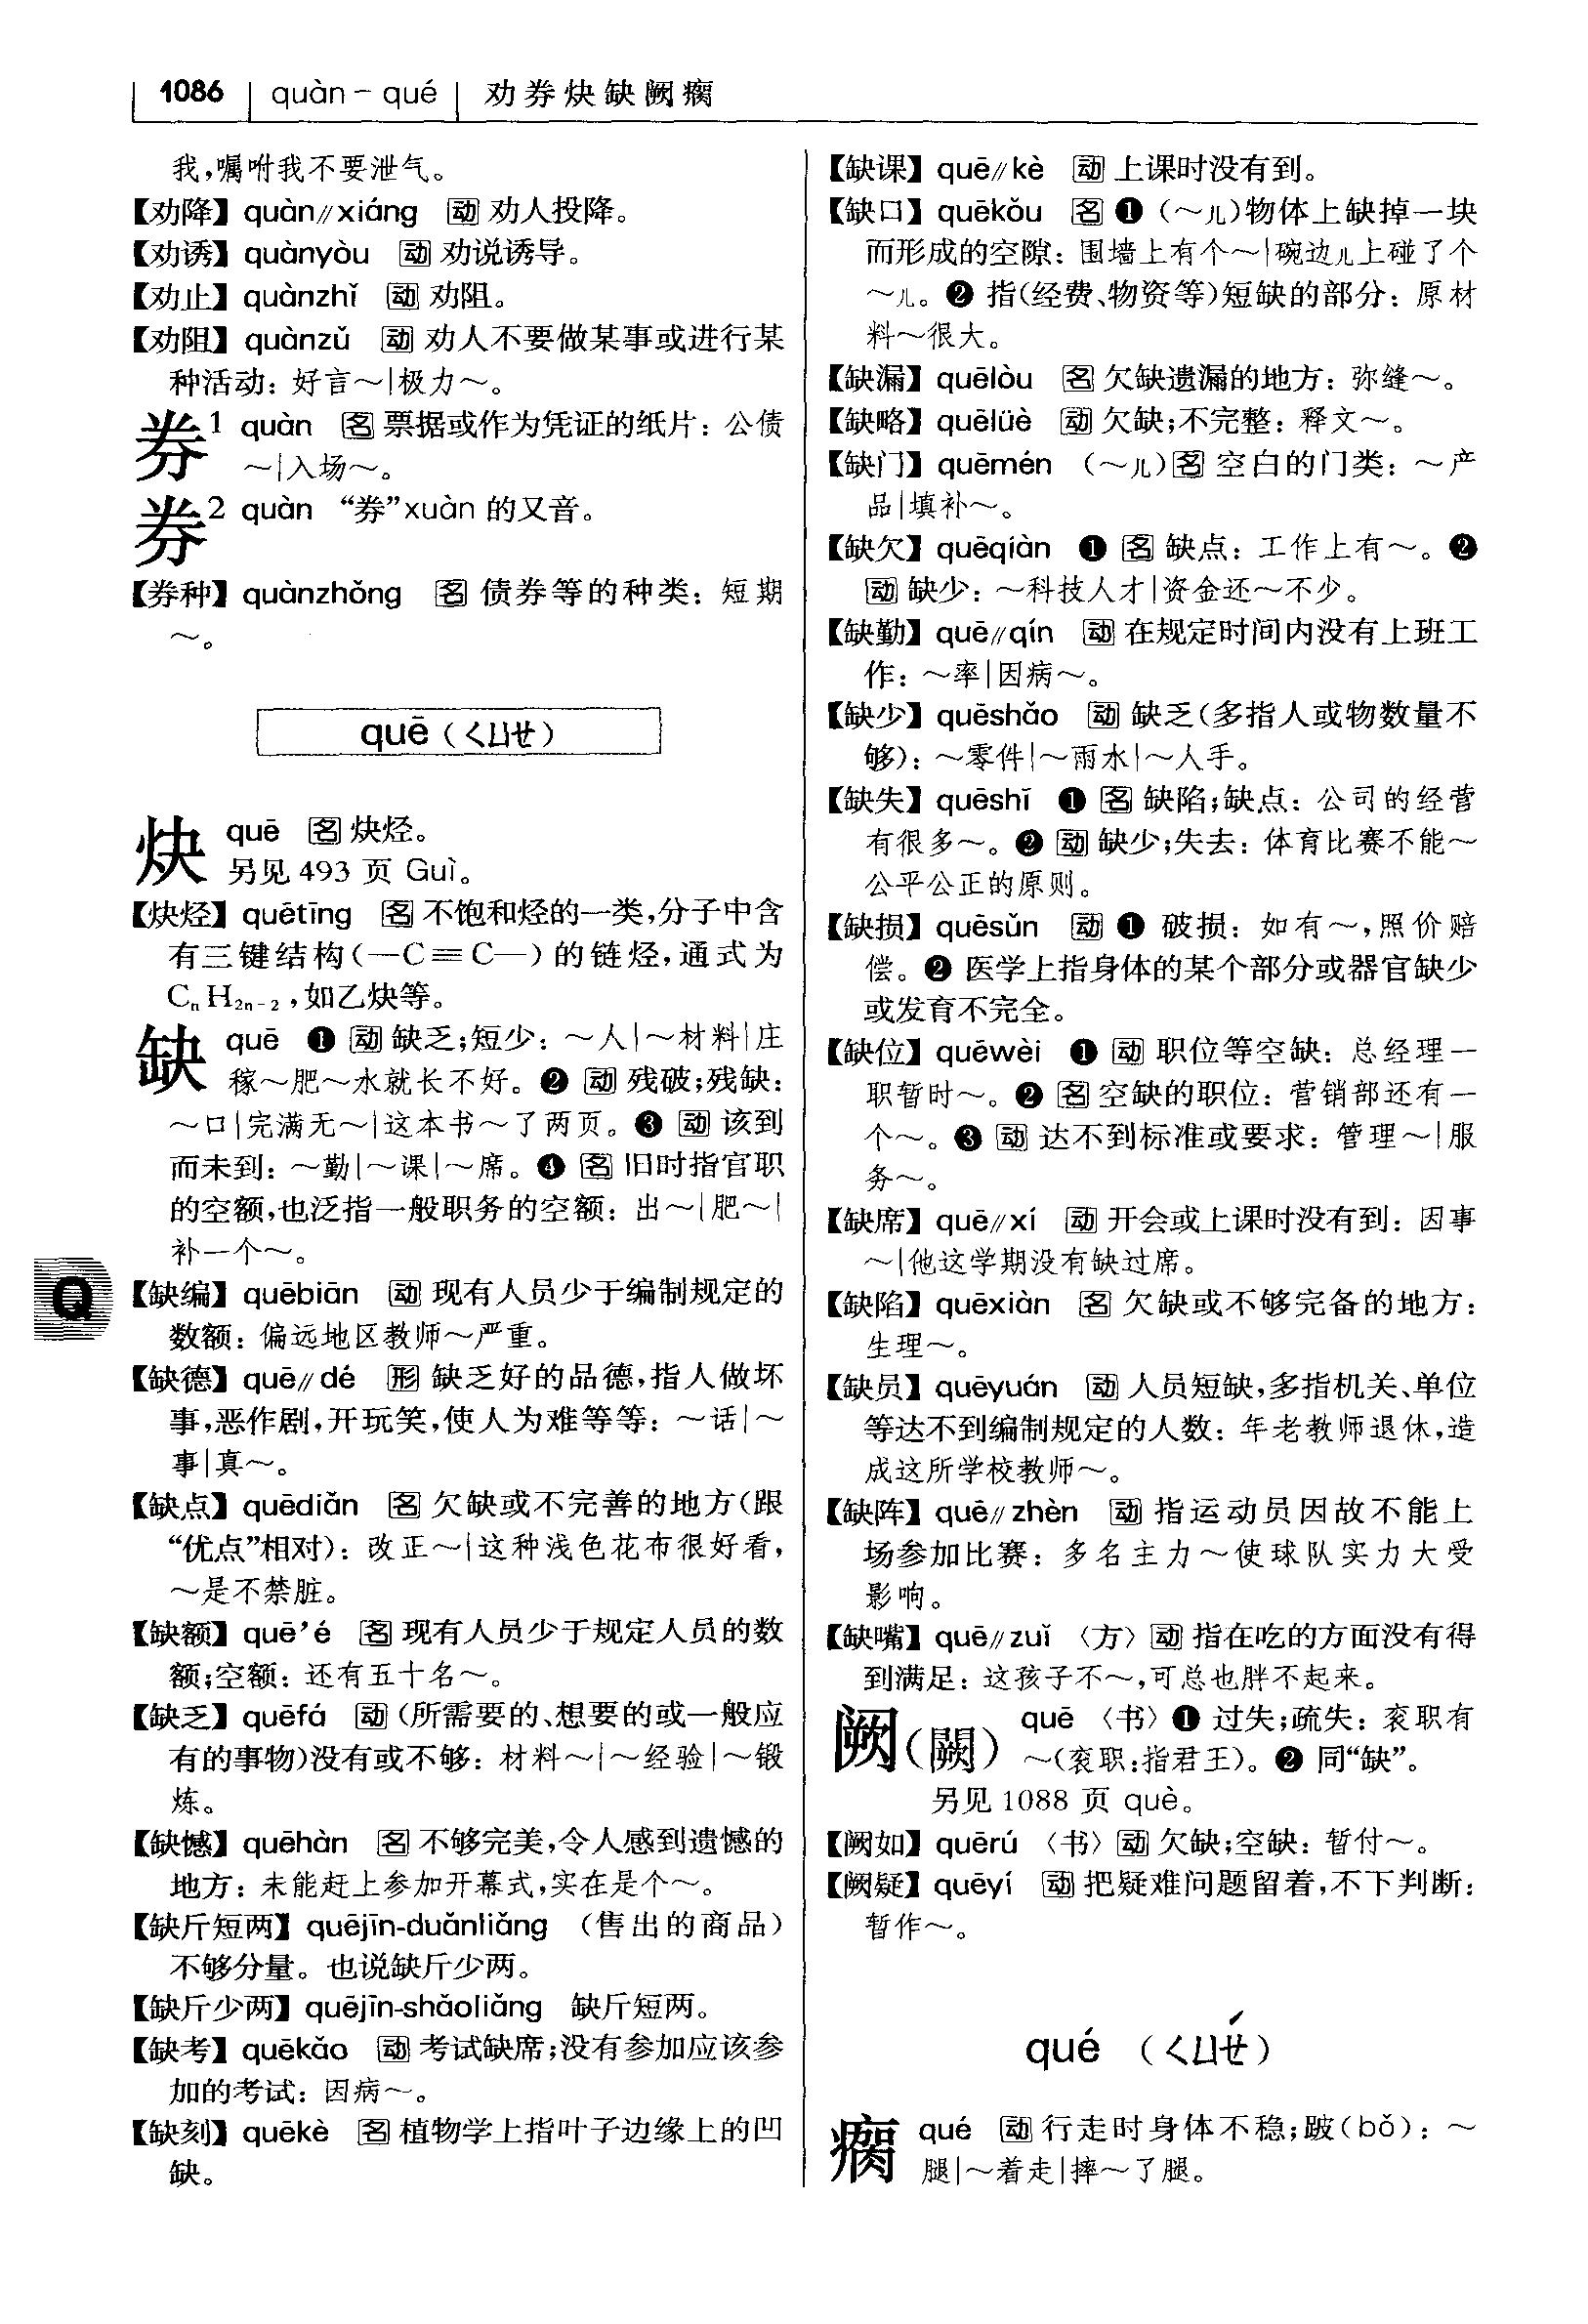 1086 quàn－qué 劝券炔缺阙瘸
我,嘱咐我不要泄气。
【劝降】 quàn∥xiáng 动 劝人投降。
【劝诱】 quànyòu 动 劝说诱导。
【劝止】 quànzhǐ 动 劝阻。
【劝阻】 quànzǔ 动 劝人不要做某事或进行某
种活动：好言～|极力～。
券1 quàn 名 票据或作为凭证的纸片：公债
～|入场～。
券2 quàn “券”xuàn 的又音。
【券种】 quànzhǒng 名 债券等的种类：短期
～。
quē (ㄑㄩㄝ)
炔 quē 名 炔烃。
另见 493 页 Guì。
【炔烃】 quētīng 名 不饱和烃的一类,分子中含
有三键结构(—C≡C—)的链烃,通式为
CₙH₂ₙ₋₂,如乙炔等。
缺 quē ❶ 动 缺乏;短少：～人|～材料|庄
稼～肥～水就长不好。❷ 动 残破;残缺：
～口|完满无～|这本书～了两页。❸ 动 该到
而未到：～勤|～课|～席。❹ 名 旧时指官职
的空额,也泛指一般职务的空额：出～|肥～|
补一个～。
Q
【缺编】 quēbiān 动 现有人员少于编制规定的
数额：偏远地区教师～严重。
【缺德】 quē∥dé 形 缺乏好的品德,指人做坏
事,恶作剧,开玩笑,使人为难等等：～话|～
事|真～。
【缺点】 quēdiǎn 名 欠缺或不完善的地方(跟
“优点”相对)：改正～|这种浅色花布很好看,
～是不禁脏。
【缺额】 quē’é 名 现有人员少于规定人员的数
额;空额：还有五十名～。
【缺乏】 quēfá 动 (所需要的、想要的或一般应
有的事物)没有或不够：材料～|～经验|～锻
炼。
【缺憾】 quēhàn 名 不够完美,令人感到遗憾的
地方：未能赶上参加开幕式,实在是个～。
【缺斤短两】 quējīn-duǎnliǎng (售出的商品)
不够分量。也说缺斤少两。
【缺斤少两】 quējīn-shǎoliǎng 缺斤短两。
【缺考】 quēkǎo 动 考试缺席;没有参加应该参
加的考试：因病～。
【缺刻】 quēkè 名 植物学上指叶子边缘上的凹
缺。
【缺课】 quē∥kè 动 上课时没有到。
【缺口】 quēkǒu 名 ❶ (～儿)物体上缺掉一块
而形成的空隙：围墙上有个～|碗边儿上碰了个
～儿。❷ 指(经费、物资等)短缺的部分：原材
料～很大。
【缺漏】 quēlòu 名 欠缺遗漏的地方：弥缝～。
【缺略】 quēlüè 动 欠缺;不完整：释文～。
【缺门】 quēmén (～儿)名 空白的门类：～产
品|填补～。
【缺欠】 quēqiàn ❶ 名 缺点：工作上有～。❷
动 缺少：～科技人才|资金还～不少。
【缺勤】 quē∥qín 动 在规定时间内没有上班工
作：～率|因病～。
【缺少】 quēshǎo 动 缺乏(多指人或物数量不
够)：～零件|～雨水|～人手。
【缺失】 quēshī ❶ 名 缺陷;缺点：公司的经营
有很多～。❷ 动 缺少;失去：体育比赛不能～
公平公正的原则。
【缺损】 quēsǔn 动 ❶ 破损：如有～,照价赔
偿。❷ 医学上指身体的某个部分或器官缺少
或发育不完全。
【缺位】 quēwèi ❶ 动 职位等空缺：总经理一
职暂时～。❷ 名 空缺的职位：营销部还有一
个～。❸ 动 达不到标准或要求：管理～|服
务～。
【缺席】 quē∥xí 动 开会或上课时没有到：因事
～|他这学期没有缺过席。
【缺陷】 quēxiàn 名 欠缺或不够完备的地方：
生理～。
【缺员】 quēyuán 动 人员短缺,多指机关、单位
等达不到编制规定的人数：年老教师退休,造
成这所学校教师～。
【缺阵】 quē∥zhèn 动 指运动员因故不能上
场参加比赛：多名主力～使球队实力大受
影响。
【缺嘴】 quē∥zuǐ 〈方〉动 指在吃的方面没有得
到满足：这孩子不～,可总也胖不起来。
阙(闕) quē 〈书〉❶ 过失;疏失：衮职有
～(衮职:指君王)。❷ 同“缺”。
另见 1088 页 què。
【阙如】 quērú 〈书〉动 欠缺;空缺：暂付～。
【阙疑】 quēyí 动 把疑难问题留着,不下判断：
暂作～。
qué (ㄑㄩㄝˊ)
瘸 qué 动 行走时身体不稳;跛(bǒ)：～
腿|～着走|摔～了腿。